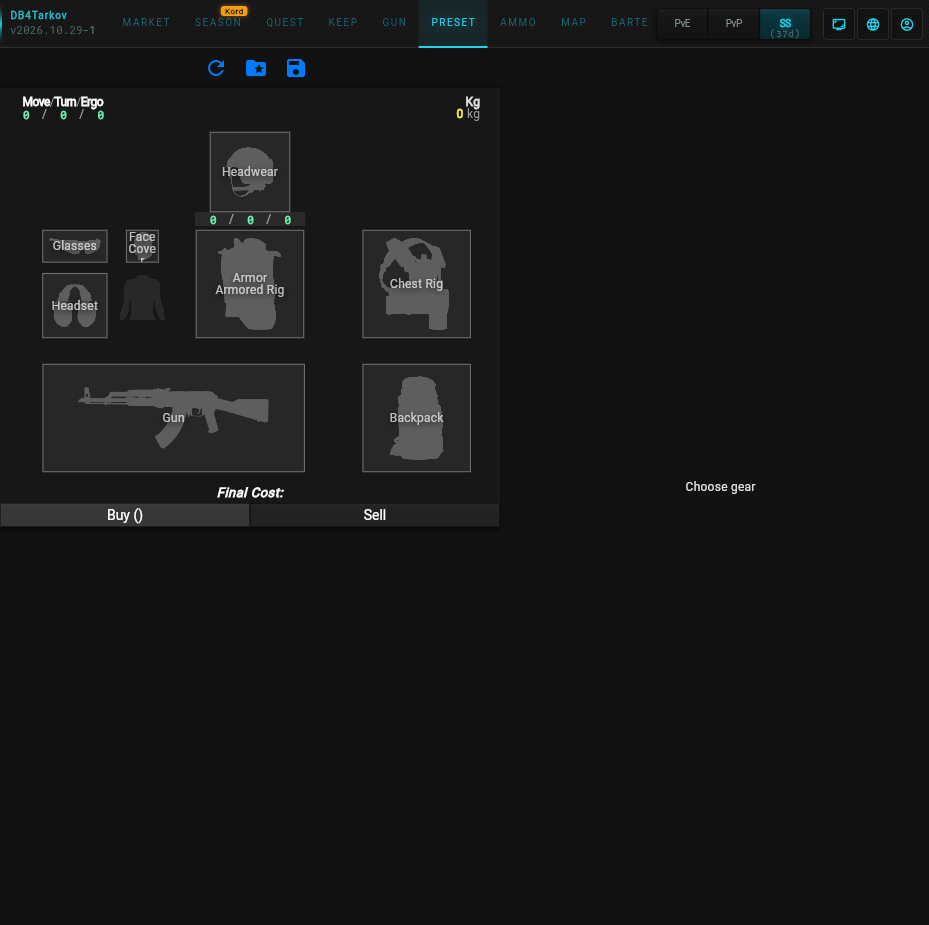 DB4Tarkov
v2026.10.29-1
MARKET
SEASON
Kord
QUEST
KEEP
GUN
PRESET
AMMO
MAP
BARTE
PvE
PvP
SS
(37d)
Move/Turn/Ergo
0 / 0 / 0
Kg
0 kg
Headwear
0 / 0 / 0
Glasses
Face
Cove
r
Armor
Armored Rig
Chest Rig
Headset
Gun
Backpack
Final Cost:
Buy ()
Sell
Choose gear